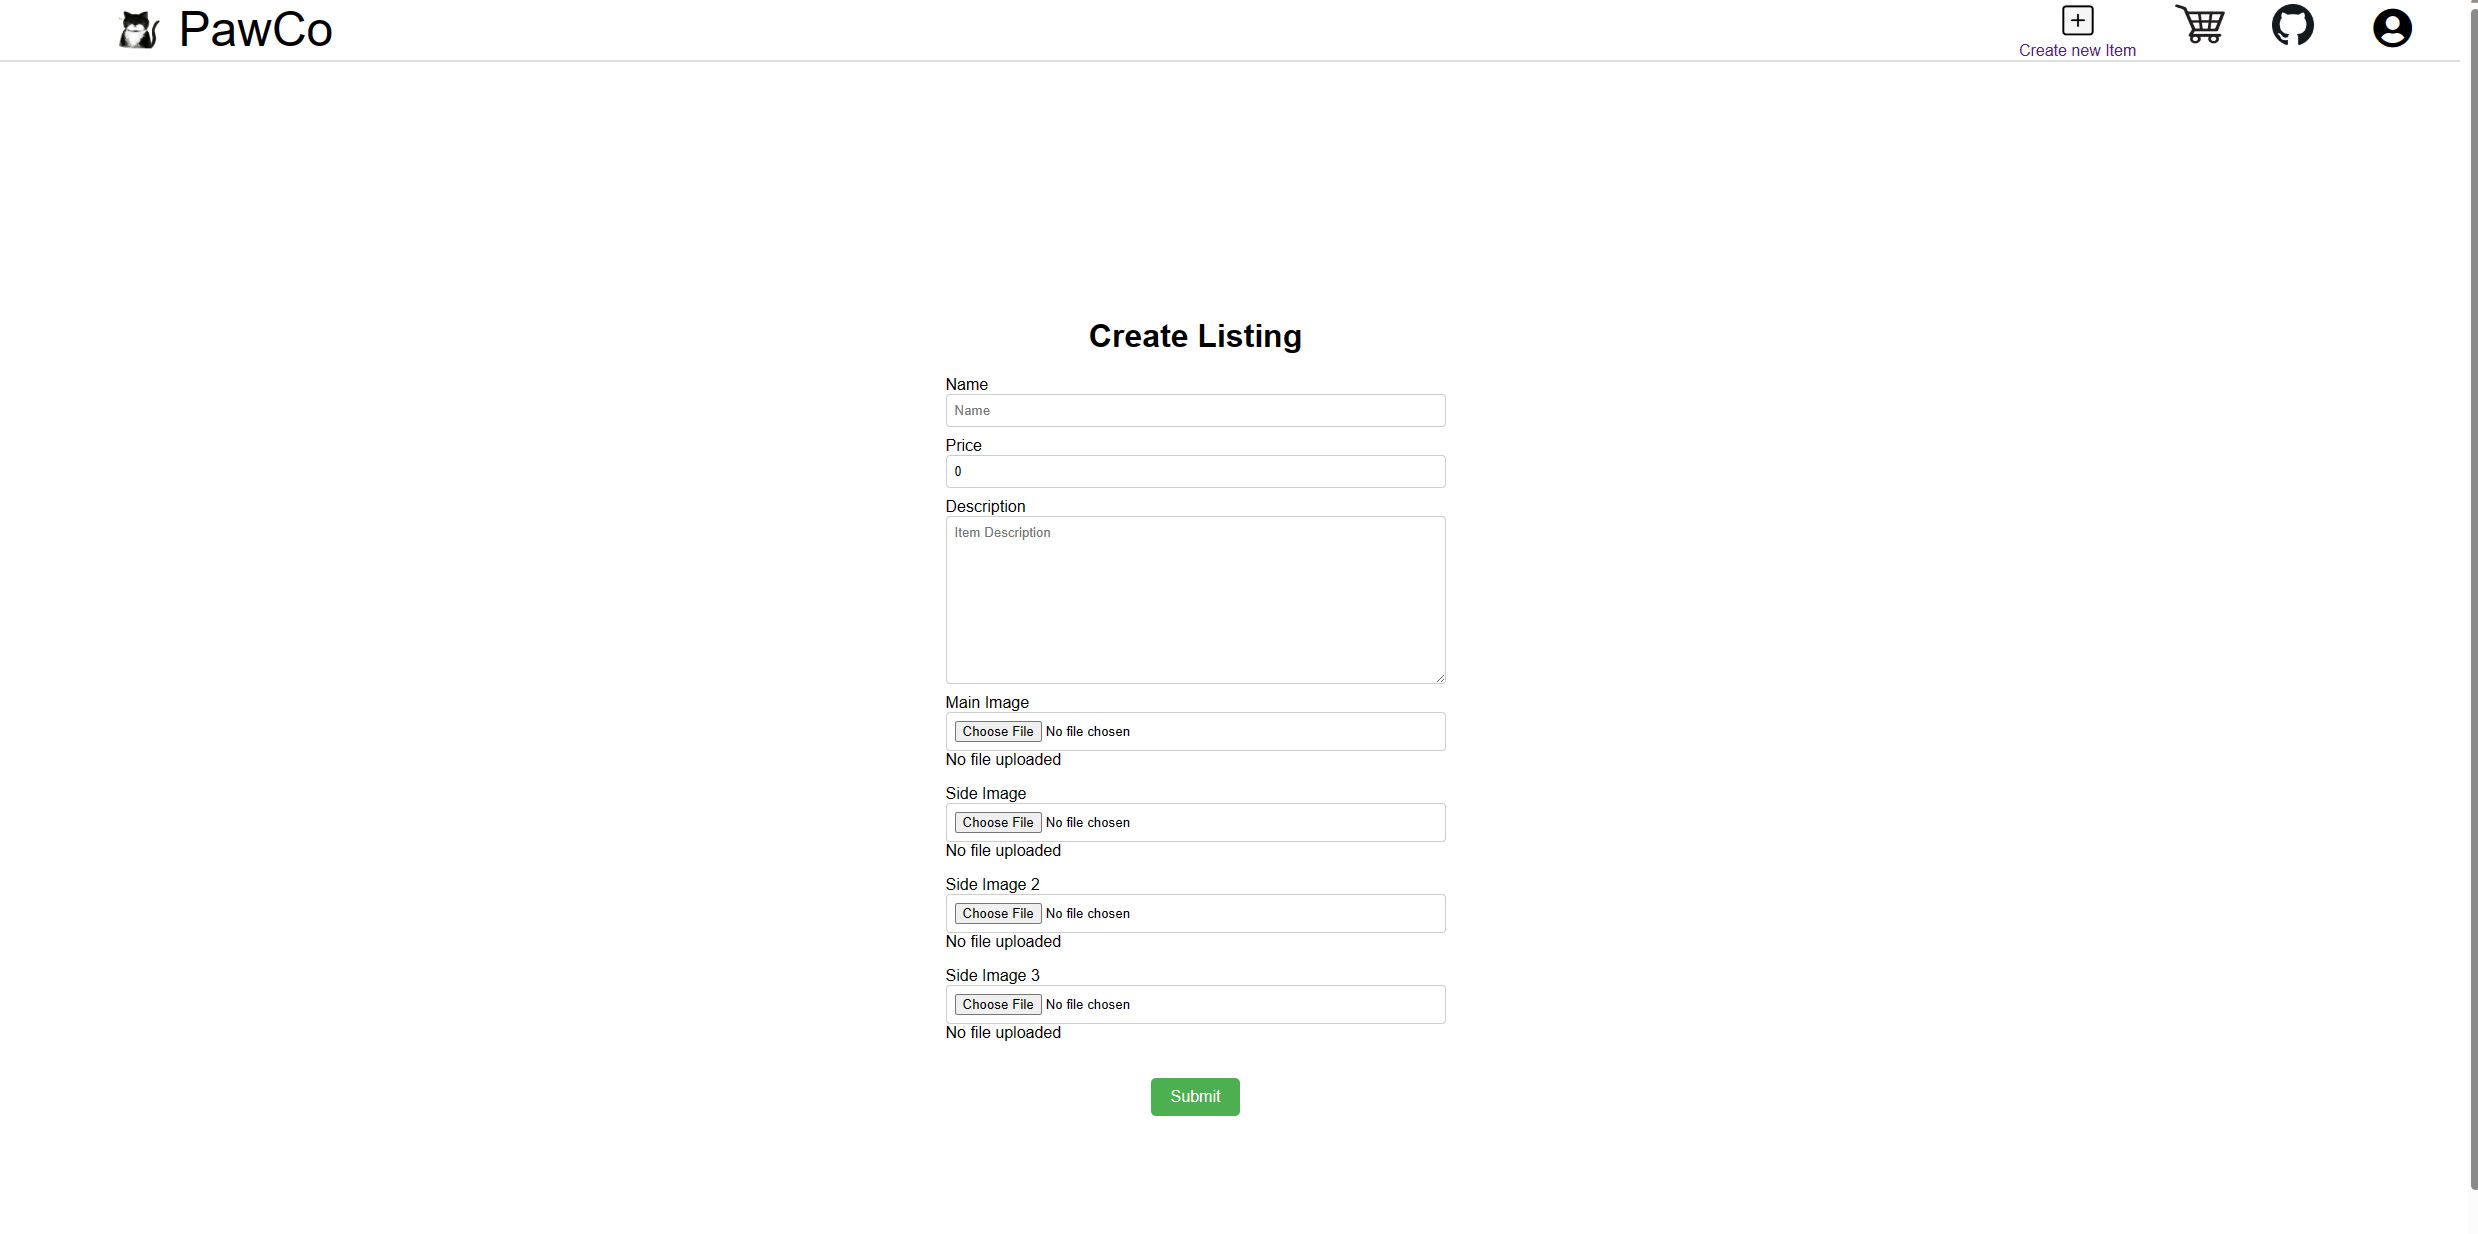 PawCo
Create new Item
Create Listing
Name
Name
Price
0
Description
Item Description
Main Image
Choose File No file chosen
No file uploaded
Side Image
Choose File No file chosen
No file uploaded
Side Image 2
Choose File No file chosen
No file uploaded
Side Image 3
Choose File No file chosen
No file uploaded
Submit